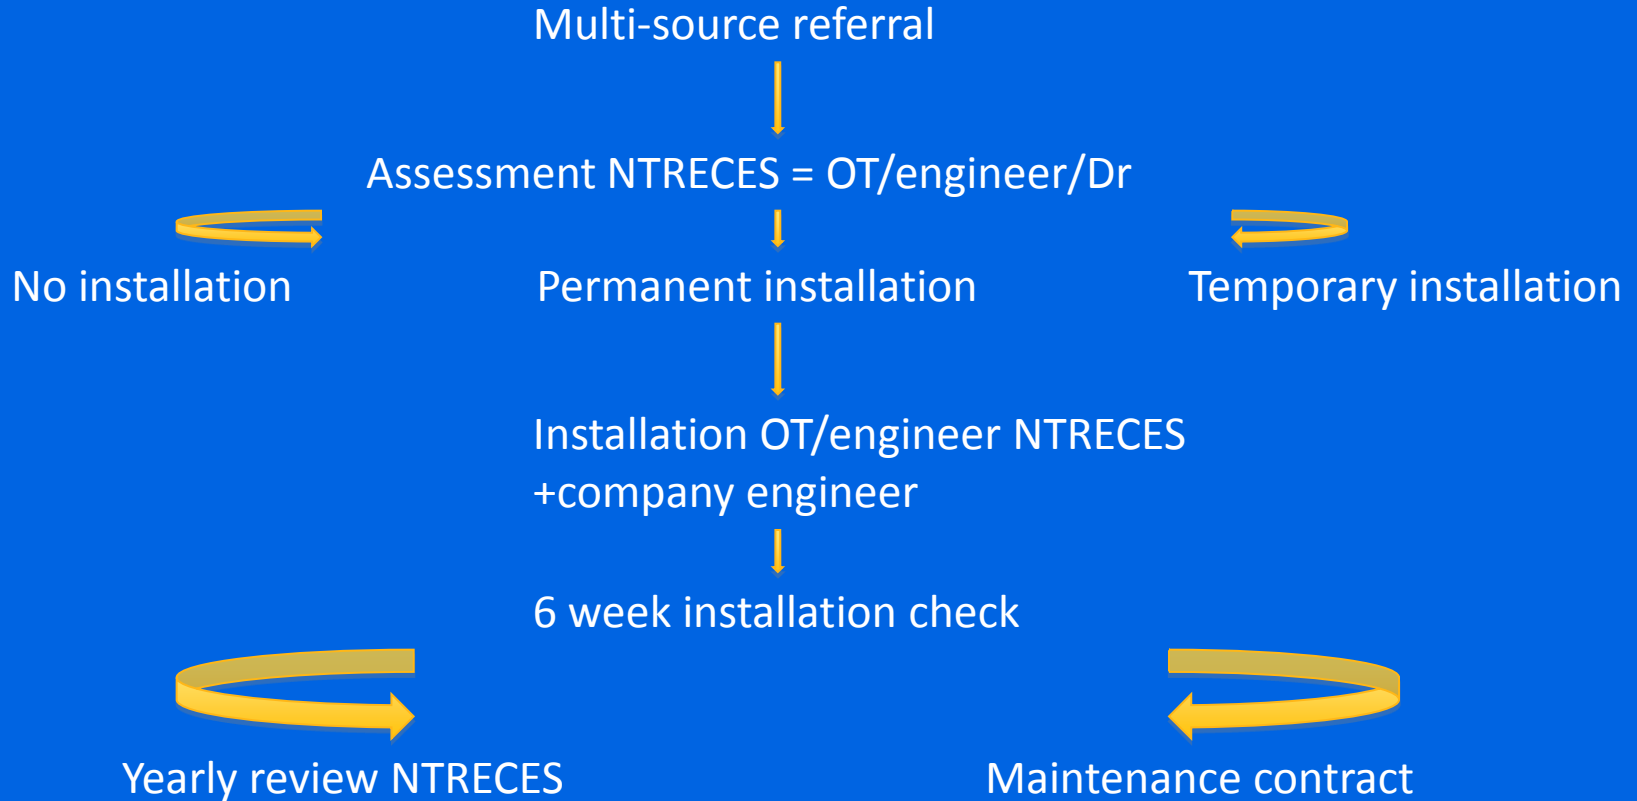 Multi-source referral
Assessment NTRECES = OT/engineer/Dr
No installation
Permanent installation
Temporary installation
Installation OT/engineer NTRECES
+company engineer
6 week installation check
Yearly review NTRECES
Maintenance contract